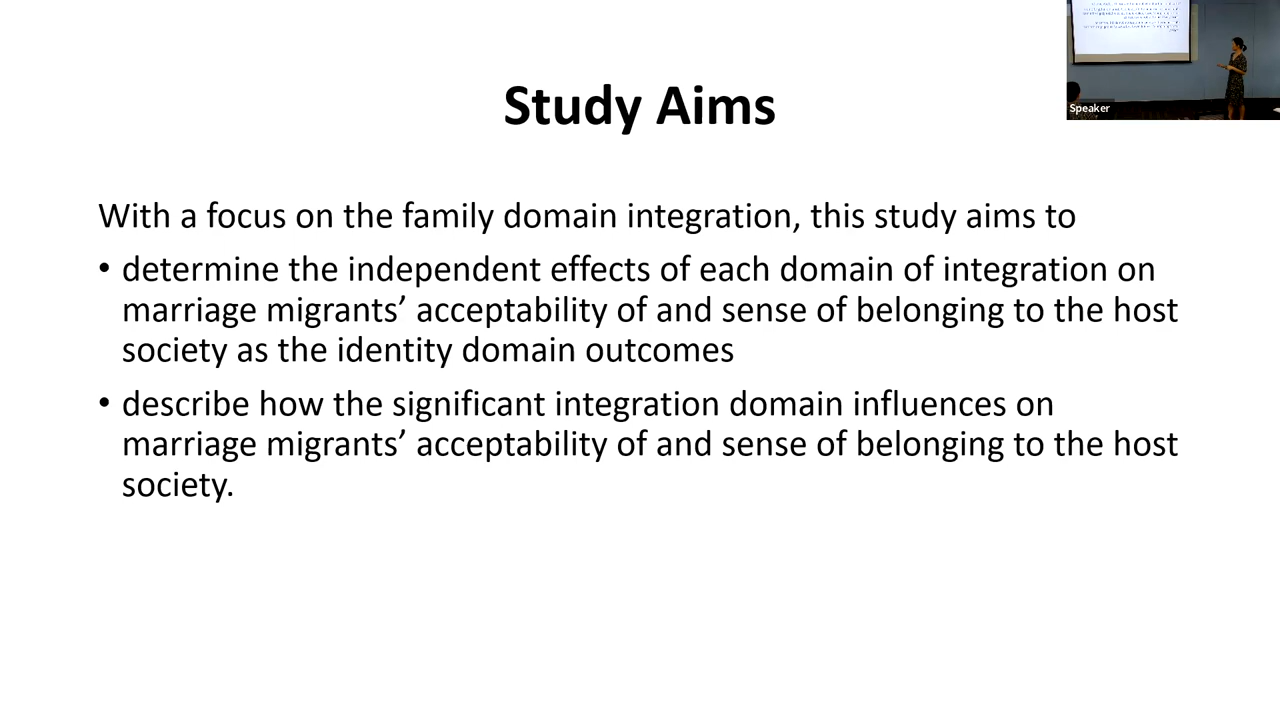 Study Aims
Speaker
With a focus on the family domain integration, this study aims to
• determine the independent effects of each domain of integration on
marriage migrants’ acceptability of and sense of belonging to the host
society as the identity domain outcomes
• describe how the significant integration domain influences on
marriage migrants’ acceptability of and sense of belonging to the host
society.